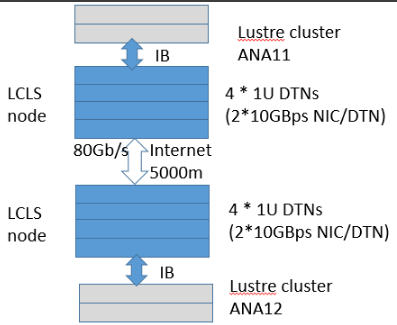 Lustre cluster
ANA11
IB
LCLS
node
4 * 1U DTNs
(2*10GBps NIC/DTN)
80Gb/s Internet
5000m
LCLS
node
4 * 1U DTNs
(2*10GBps NIC/DTN)
IB
Lustre cluster
ANA12